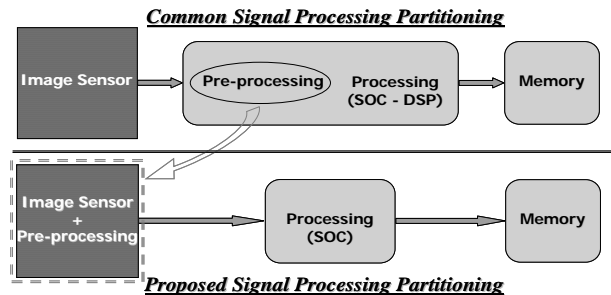 Common Signal Processing Partitioning
Image Sensor
Pre-processing
Processing
(SOC - DSP)
Memory
Image Sensor
+
Pre-processing
Processing
(SOC)
Memory
Proposed Signal Processing Partitioning